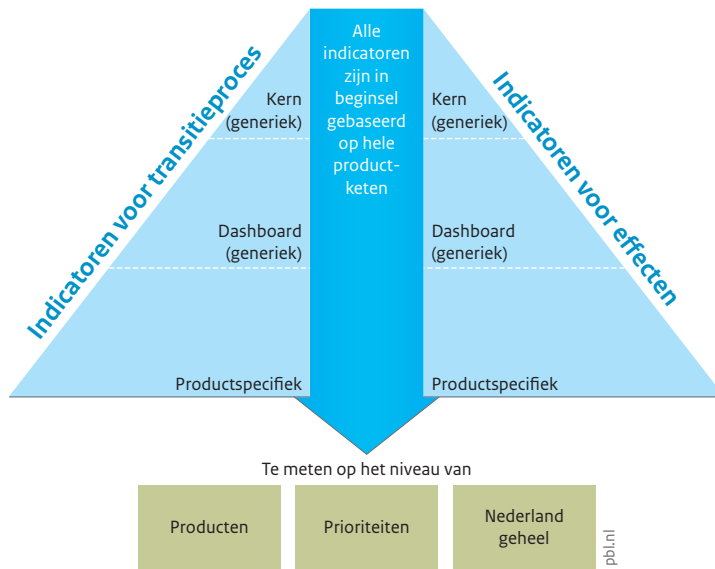 Indicatoren voor transitieproces
Kern
(generiek)
Dashboard
(generiek)
Productspecifiek
Alle
indicatoren
zijn in
beginsel
gebaseerd
op hele
product-
keten
Kern
(generiek)
Dashboard
(generiek)
Productspecifiek
Indicatoren voor effecten
Te meten op het niveau van
Producten
Prioriteiten
Nederland
geheel
pbl.nl